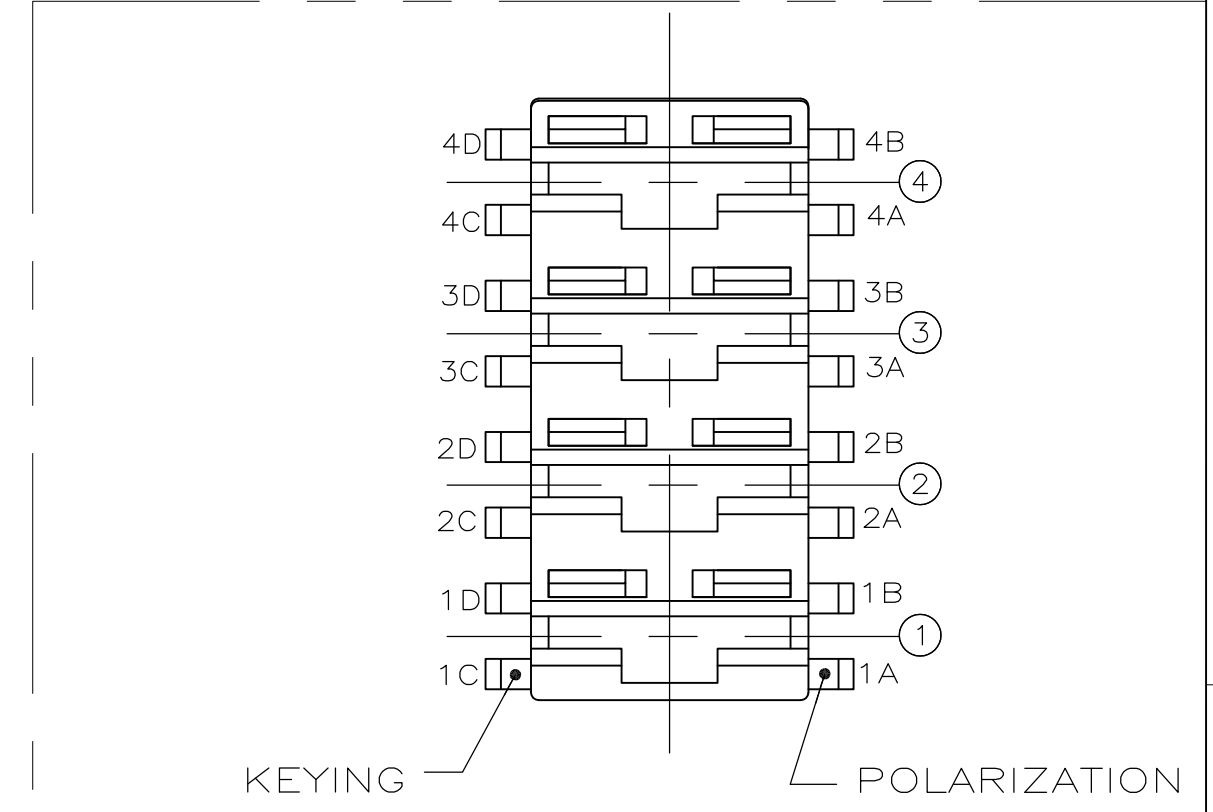 4D 4B
4
4C 4A
3D 3B
3
3C 3A
2D 2B
2
2C 2A
1D 1B
1
1C 1A
KEYING POLARIZATION